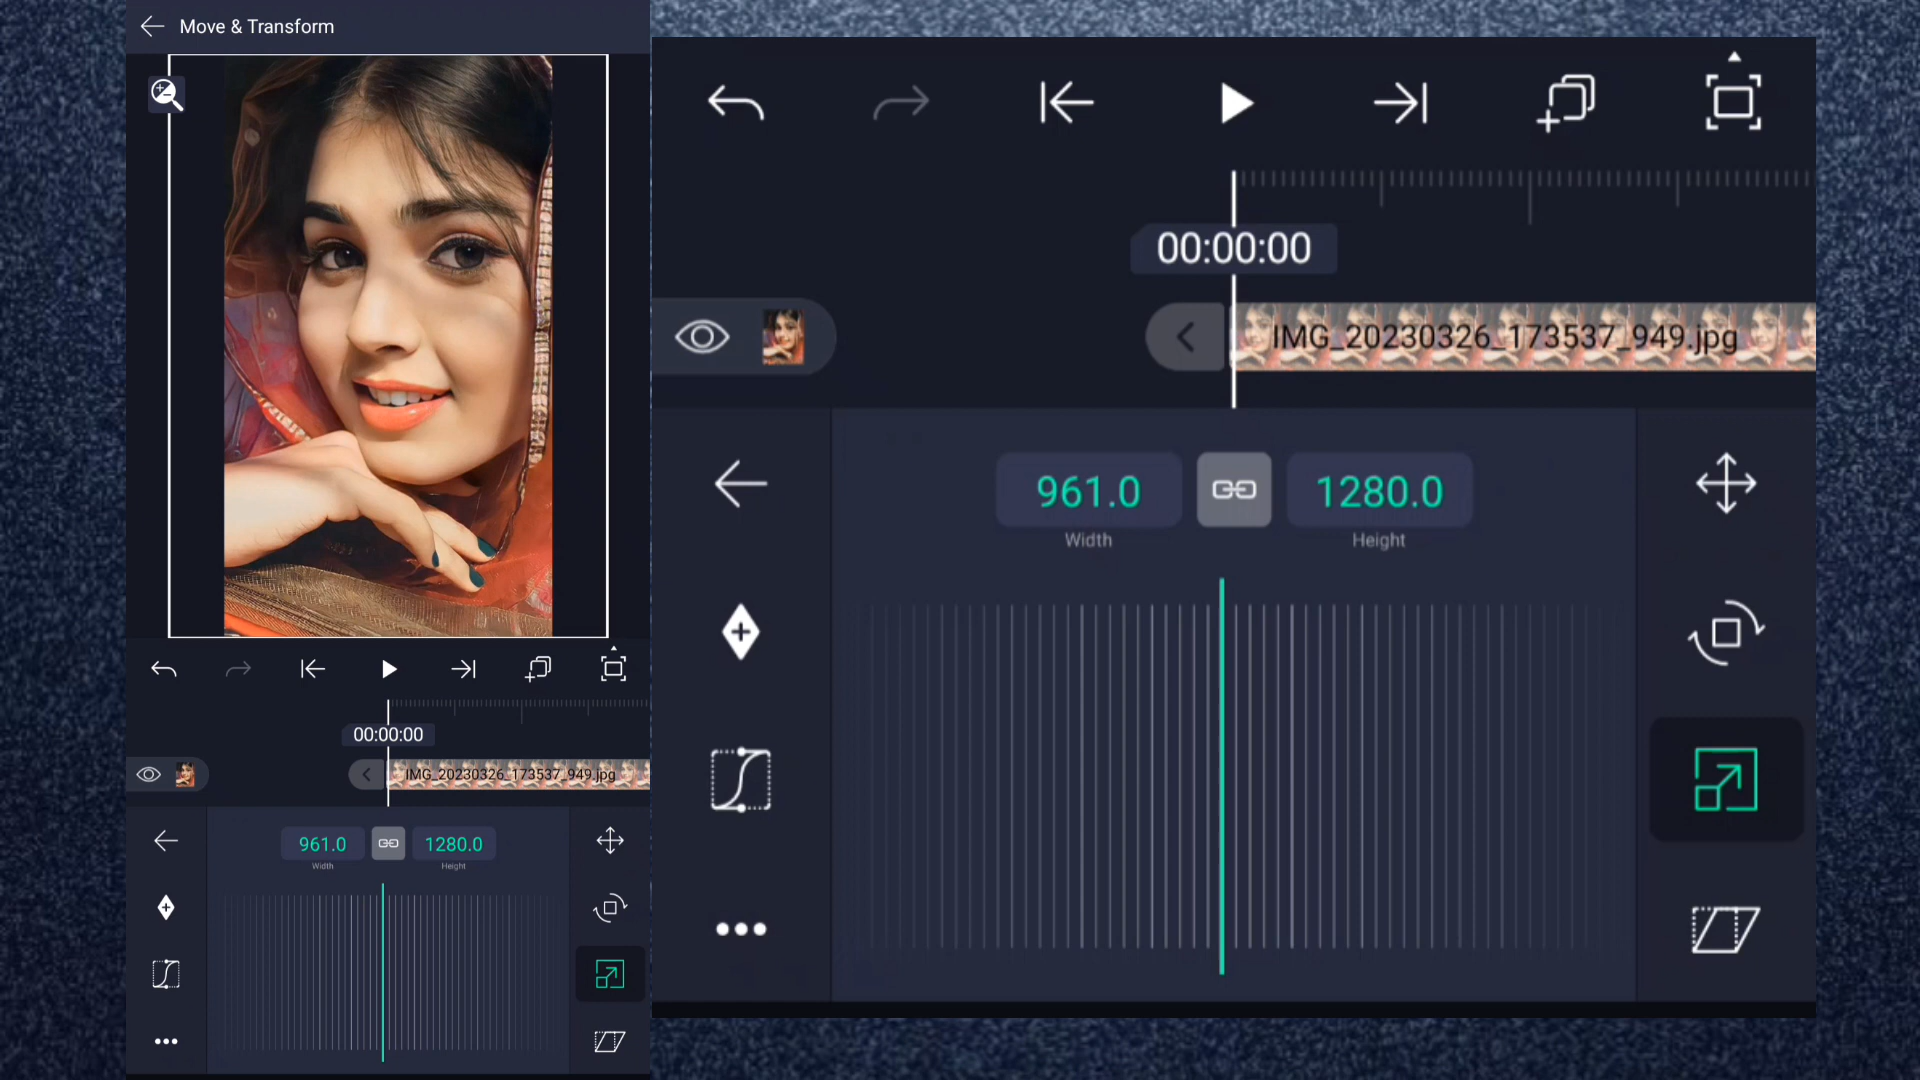 Move & Transform
00:00:00
IMG_20230326_173537_949.jpg
961.0
1280.0
Width
Height
00:00:00
IMG_20230326_173537_949.jpg
961.0
1280.0
Width
Height